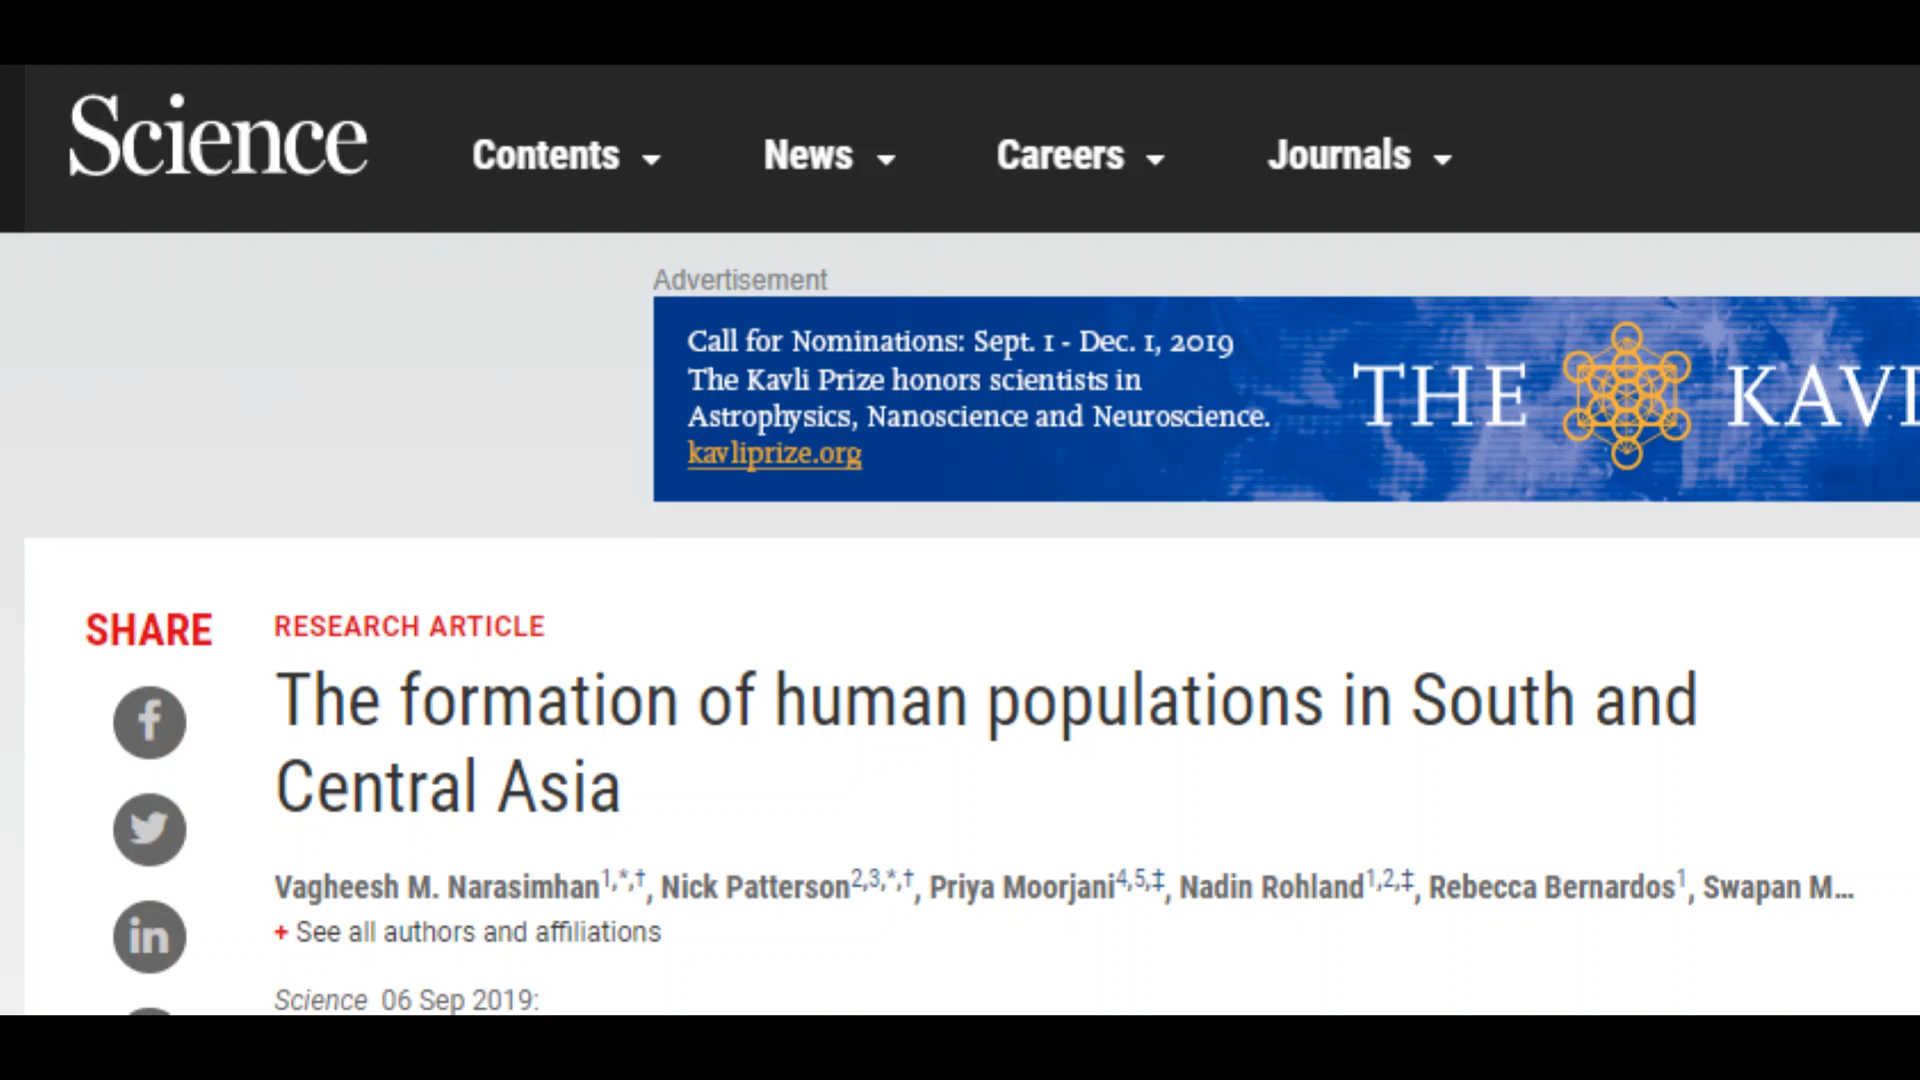 Science
Contents
News
Careers
Journals
Advertisement
Call for Nominations: Sept. 1 - Dec. 1, 2019
The Kavli Prize honors scientists in
Astrophysics, Nanoscience and Neuroscience.
kavliprize.org
THE KAVL
SHARE
RESEARCH ARTICLE
The formation of human populations in South and
Central Asia
Vagheesh M. Narasimhan1,*,†, Nick Patterson2,3,*,†, Priya Moorjani4,5,‡, Nadin Rohland1,2,‡, Rebecca Bernardos1, Swapan M...
+ See all authors and affiliations
Science 06 Sep 2019: